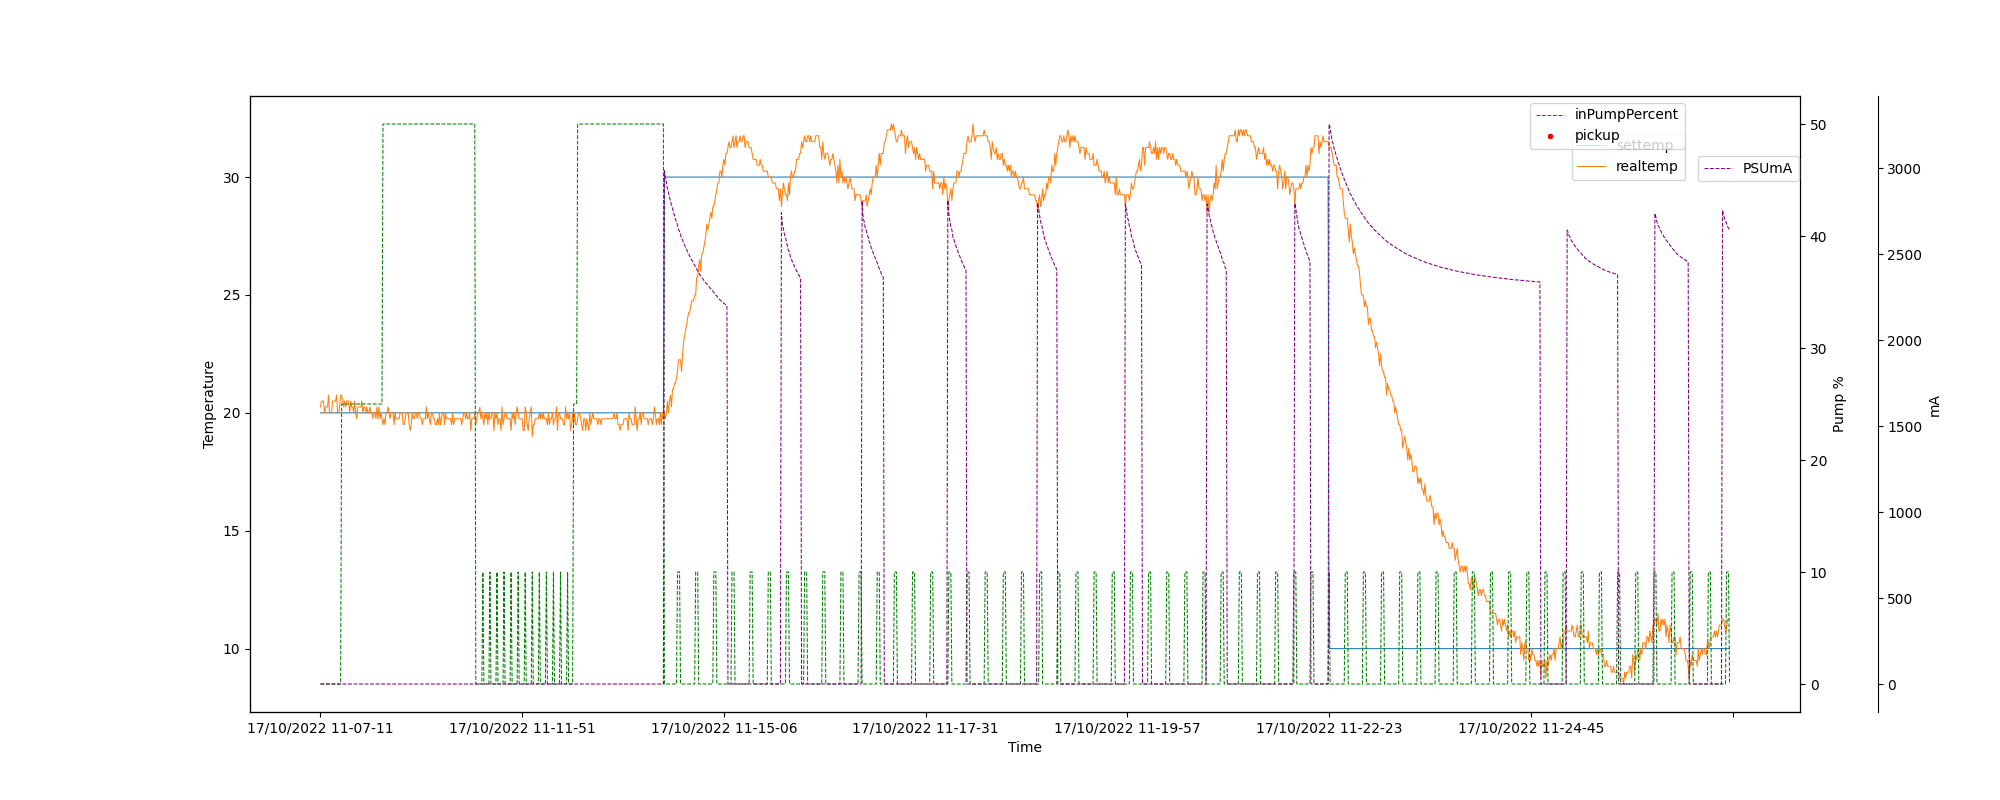 inPumpPercent
pickup
settemp
realtemp
PSUmA
30
25
20
15
10
Temperature
50
40
30
20
10
0
Pump %
3000
2500
2000
1500
1000
500
0
mA
17/10/2022 11-07-11
17/10/2022 11-11-51
17/10/2022 11-15-06
17/10/2022 11-17-31
17/10/2022 11-19-57
17/10/2022 11-22-23
17/10/2022 11-24-45
Time